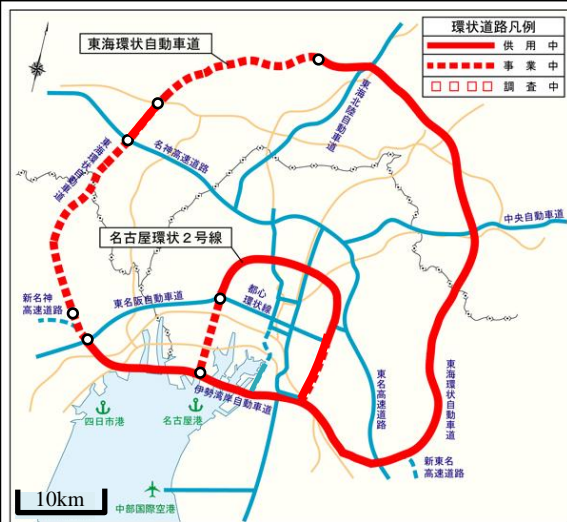 環状道路凡例
供用中
事業中
調査中
東海環状自動車道
東海北陸自動車道
名神高速道路
東海環状自動車道
中央自動車道
名古屋環状2号線
都心
環状線
新名神
高速道路
東名阪自動車道
伊勢湾岸自動車道
東名高速道路
東海環状自動車道
四日市港
名古屋港
新東名
高速道路
10km
中部国際空港